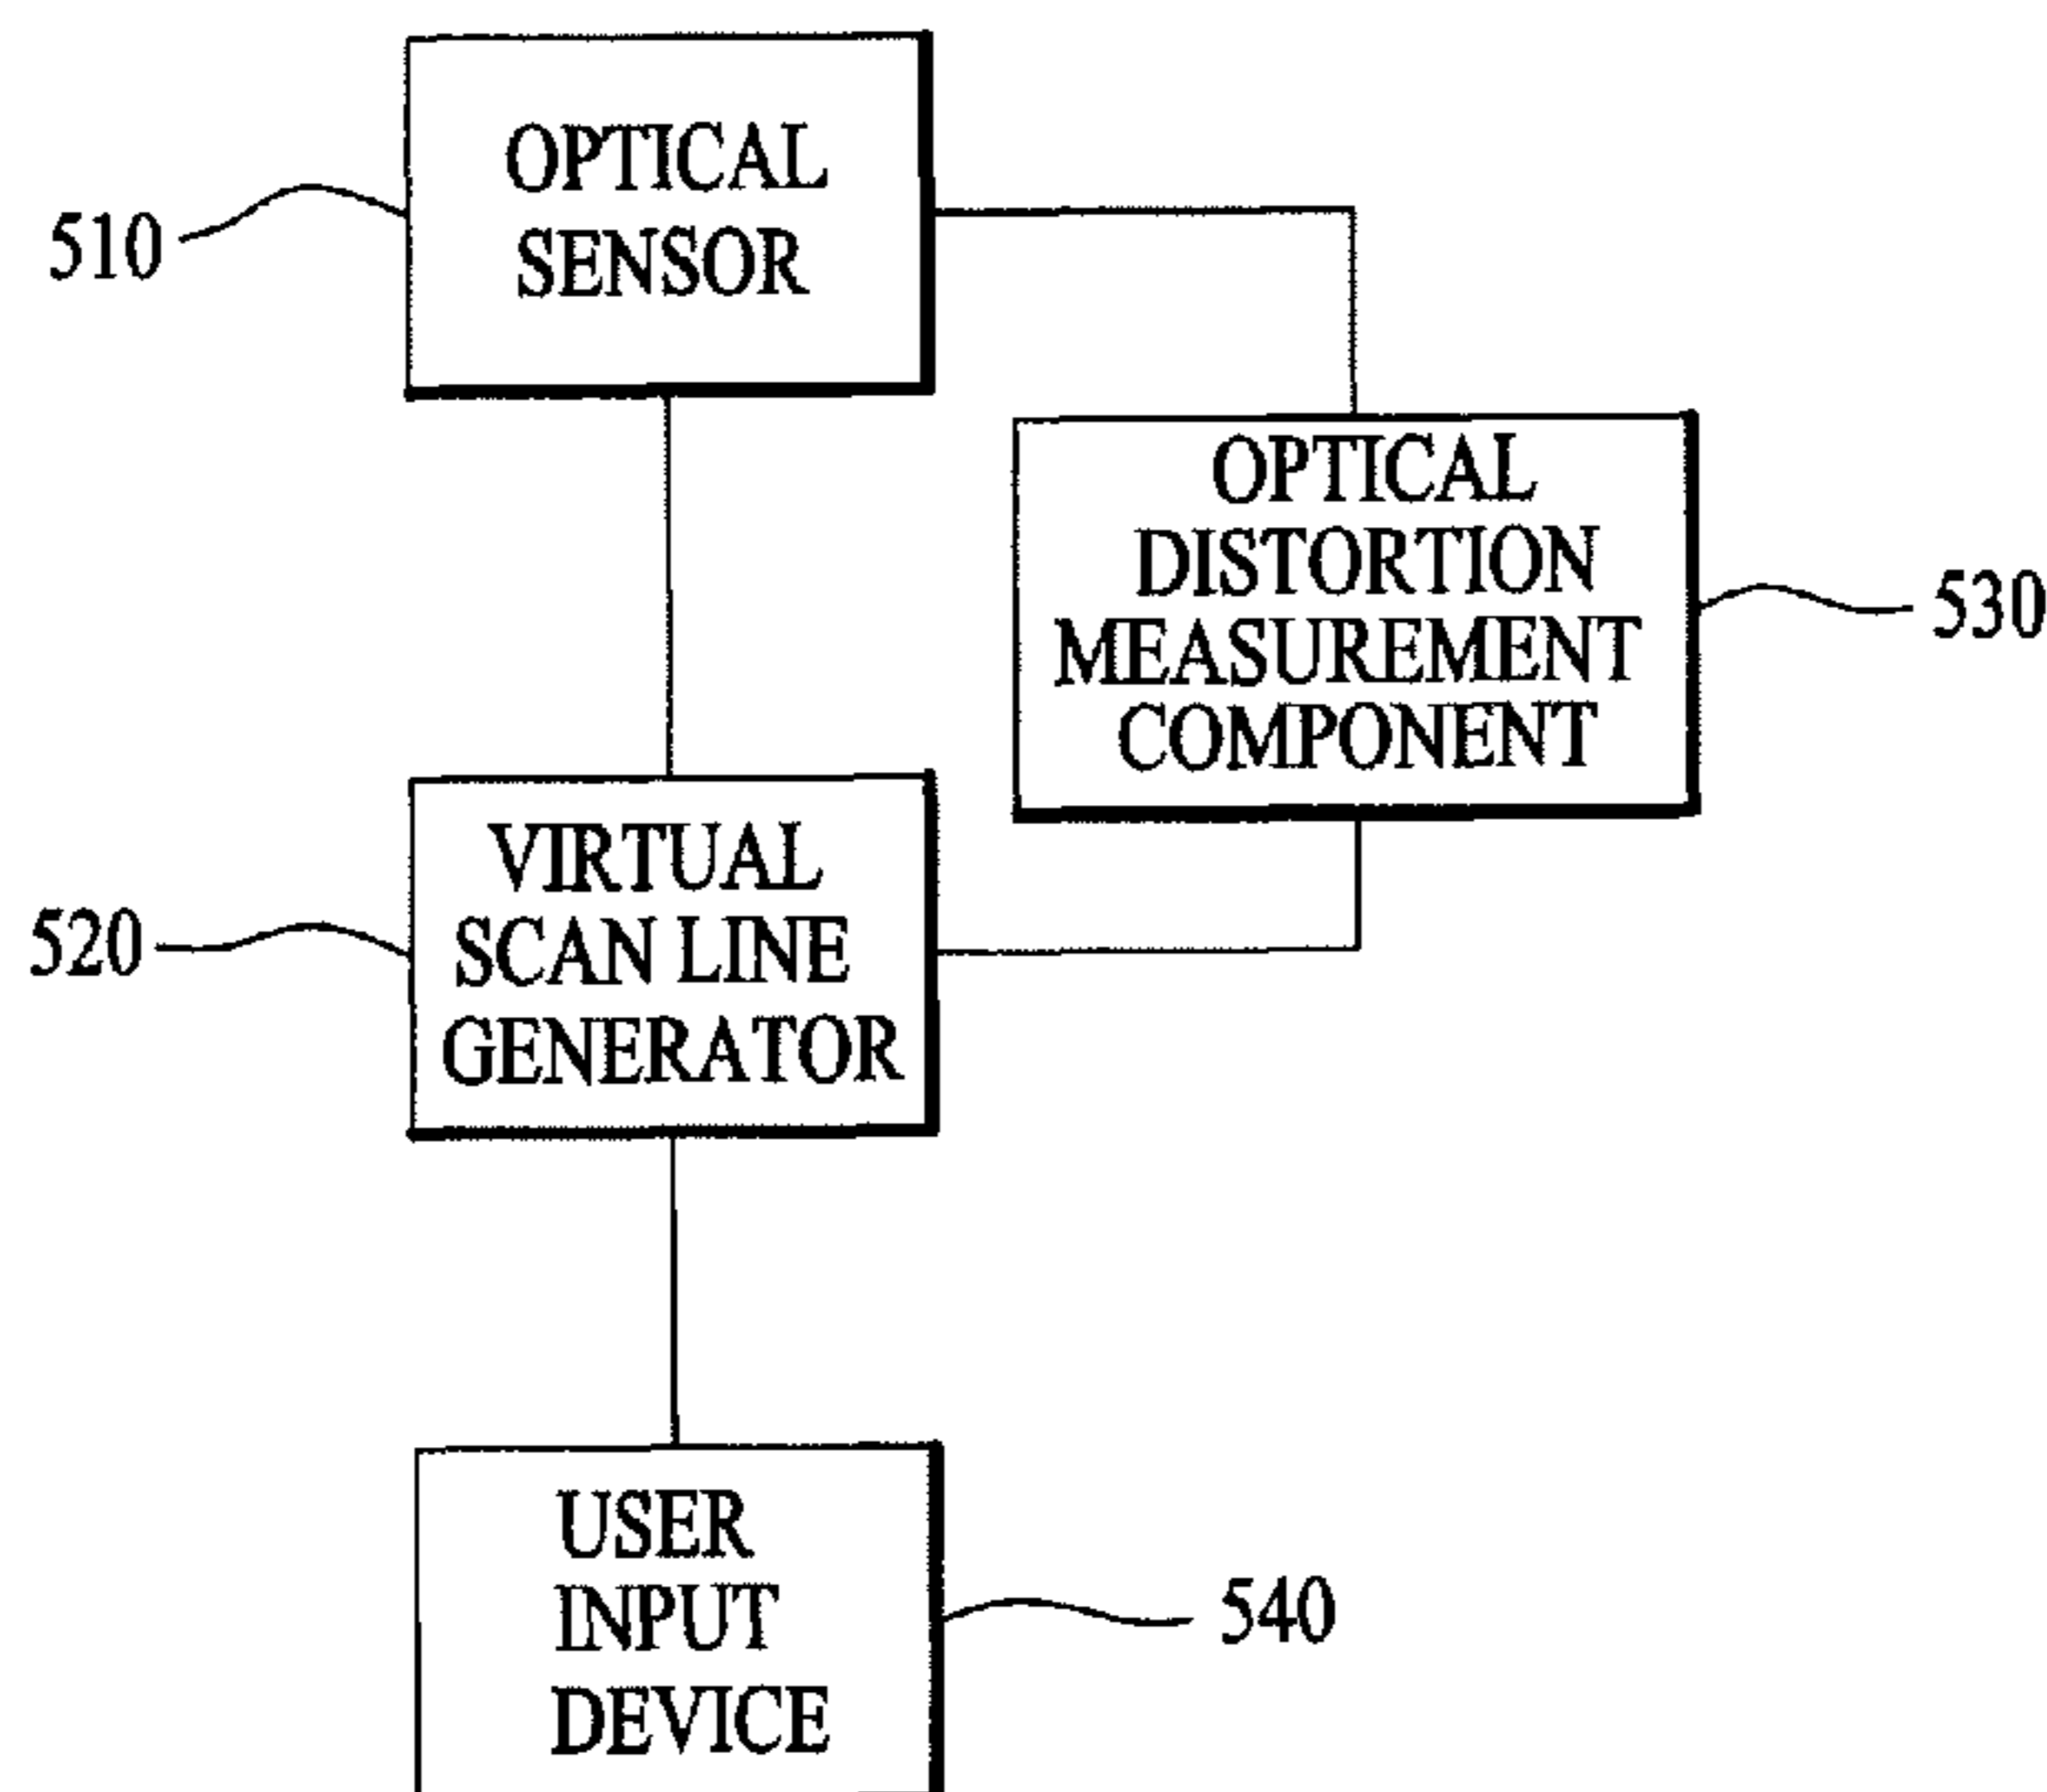 OPTICAL
SENSOR
510
OPTICAL
DISTORTION
MEASUREMENT
COMPONENT
530
VIRTUAL
SCAN LINE
GENERATOR
520
USER
INPUT
DEVICE
540